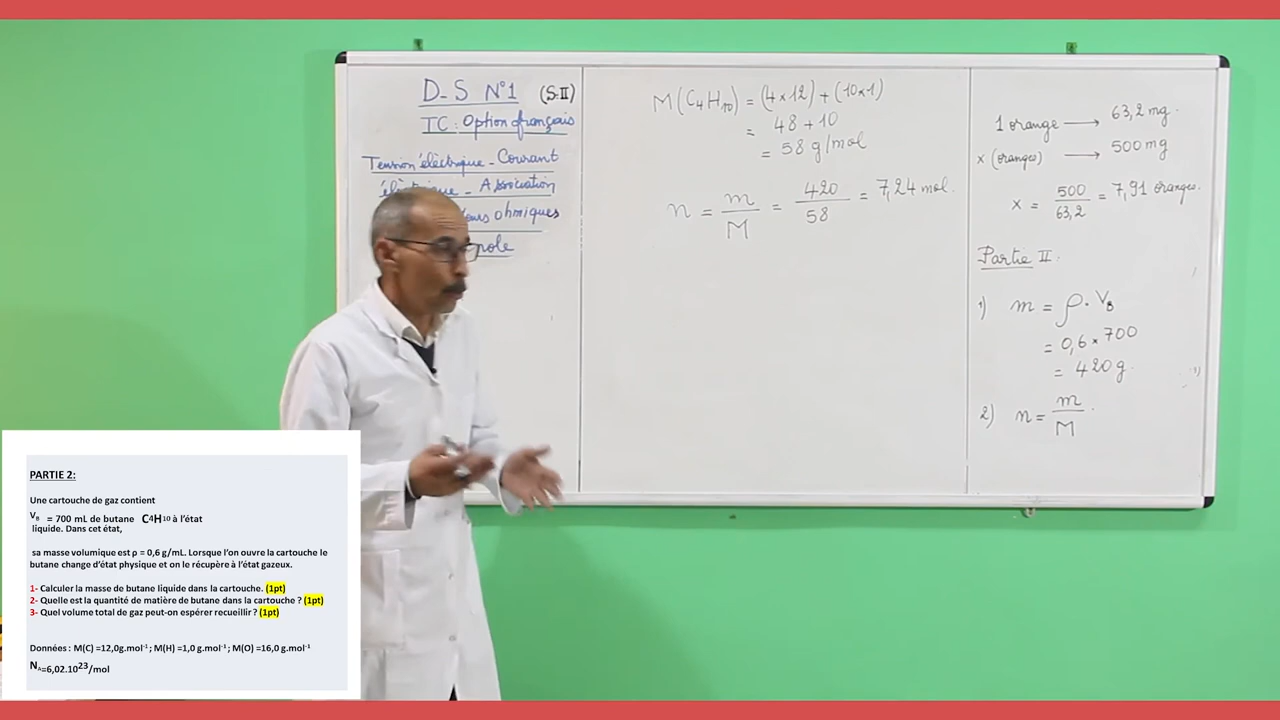 D-S N°1 (S.II)
TC: Option français
Tension éléctrique - Courant
éléctrique - Association
ohmiques
M(C4H10) = (4x12) + (10x1)
= 48 + 10
= 58 g/mol
n = m/M = 420/58 = 7,24 mol.
1 orange → 63,2 mg.
x (oranges) → 500 mg
x = 500/63,2 = 7,91 oranges.
Partie II.
1) m = ρ. VB
= 0,6 x 700
= 420 g.
2) n = m/M.
PARTIE 2:
Une cartouche de gaz contient
VB = 700 mL de butane C4H10 à l'état
liquide. Dans cet état,
sa masse volumique est ρ = 0,6 g/mL. Lorsque l'on ouvre la cartouche le
butane change d'état physique et on le récupère à l'état gazeux.
1- Calculer la masse de butane liquide dans la cartouche. (1pt)
2- Quelle est la quantité de matière de butane dans la cartouche ? (1pt)
3- Quel volume total de gaz peut-on espérer recueillir ? (1pt)
Données : M(C) =12,0g.mol-1 ; M(H) =1,0 g.mol-1 ; M(O) =16,0 g.mol-1
NA=6,02.10^23/mol